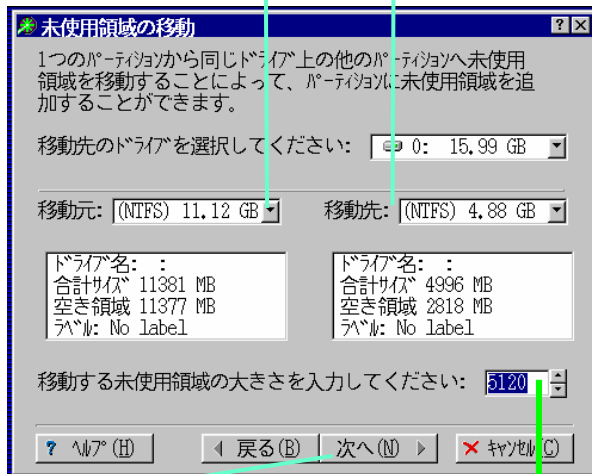 未使用領域の移動
1つのﾊﾟｰﾃｨｼｮﾝから同じﾄﾞﾗｲﾌﾞ上の他のﾊﾟｰﾃｨｼｮﾝへ未使用
領域を移動することによって、ﾊﾟｰﾃｨｼｮﾝに未使用領域を追
加することができます。
移動先のﾄﾞﾗｲﾌﾞを選択してください: 0: 15.99 GB
移動元: (NTFS) 11.12 GB 移動先: (NTFS) 4.88 GB
ﾄﾞﾗｲﾌﾞ名: :
合計ｻｲｽﾞ 11381 MB
空き領域 11377 MB
ﾗﾍﾞﾙ: No label
ﾄﾞﾗｲﾌﾞ名: :
合計ｻｲｽﾞ 4996 MB
空き領域 2818 MB
ﾗﾍﾞﾙ: No label
移動する未使用領域の大きさを入力してください: 5120
? ﾍﾙﾌﾟ(H) 戻る(B) 次へ(N) ｷｬﾝｾﾙ(C)